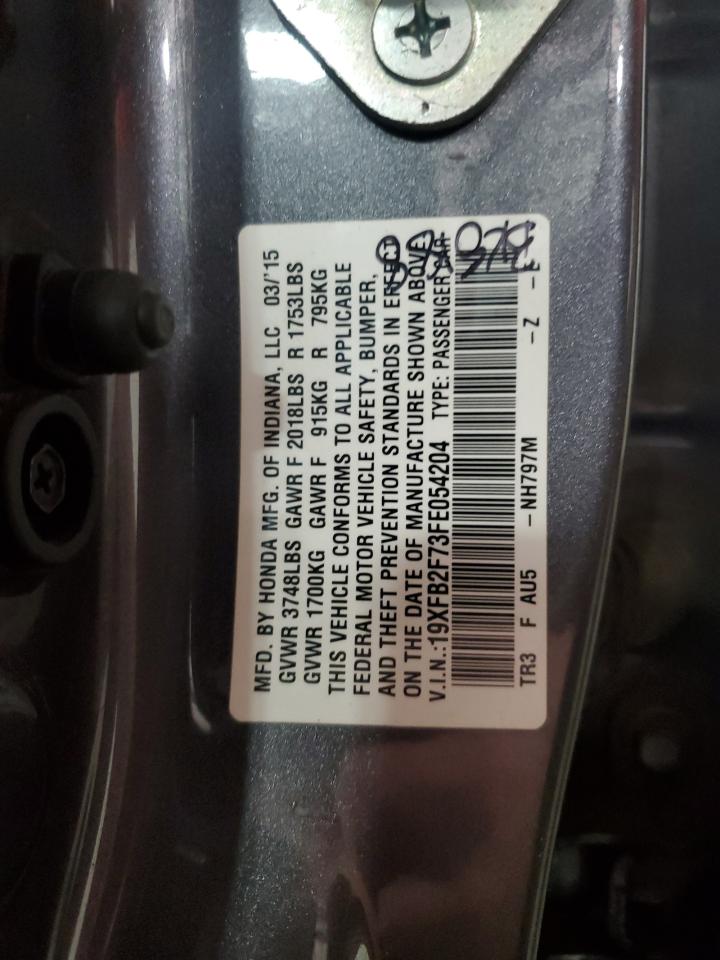 MFD. BY HONDA MFG. OF INDIANA, LLC 03/'15
GVWR 3748LBS GAWR F 2018LBS R 1753LBS
GVWR 1700KG GAWR F 915KG R 795KG
THIS VEHICLE CONFORMS TO ALL APPLICABLE
FEDERAL MOTOR VEHICLE SAFETY, BUMPER,
AND THEFT PREVENTION STANDARDS IN EFFECT
ON THE DATE OF MANUFACTURE SHOWN ABOVE.
V.I.N.:19XFB2F73FE054204 TYPE: PASSENGER CAR
TR3 F AU5 -NH797M -Z